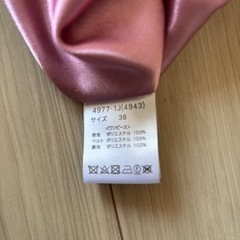 4977-1J(4943)
サイズ 38
<ワンピース>
表地 ポリエステル 100%
ベルト ポリエステル 100%
裏地 ポリエステル 100%